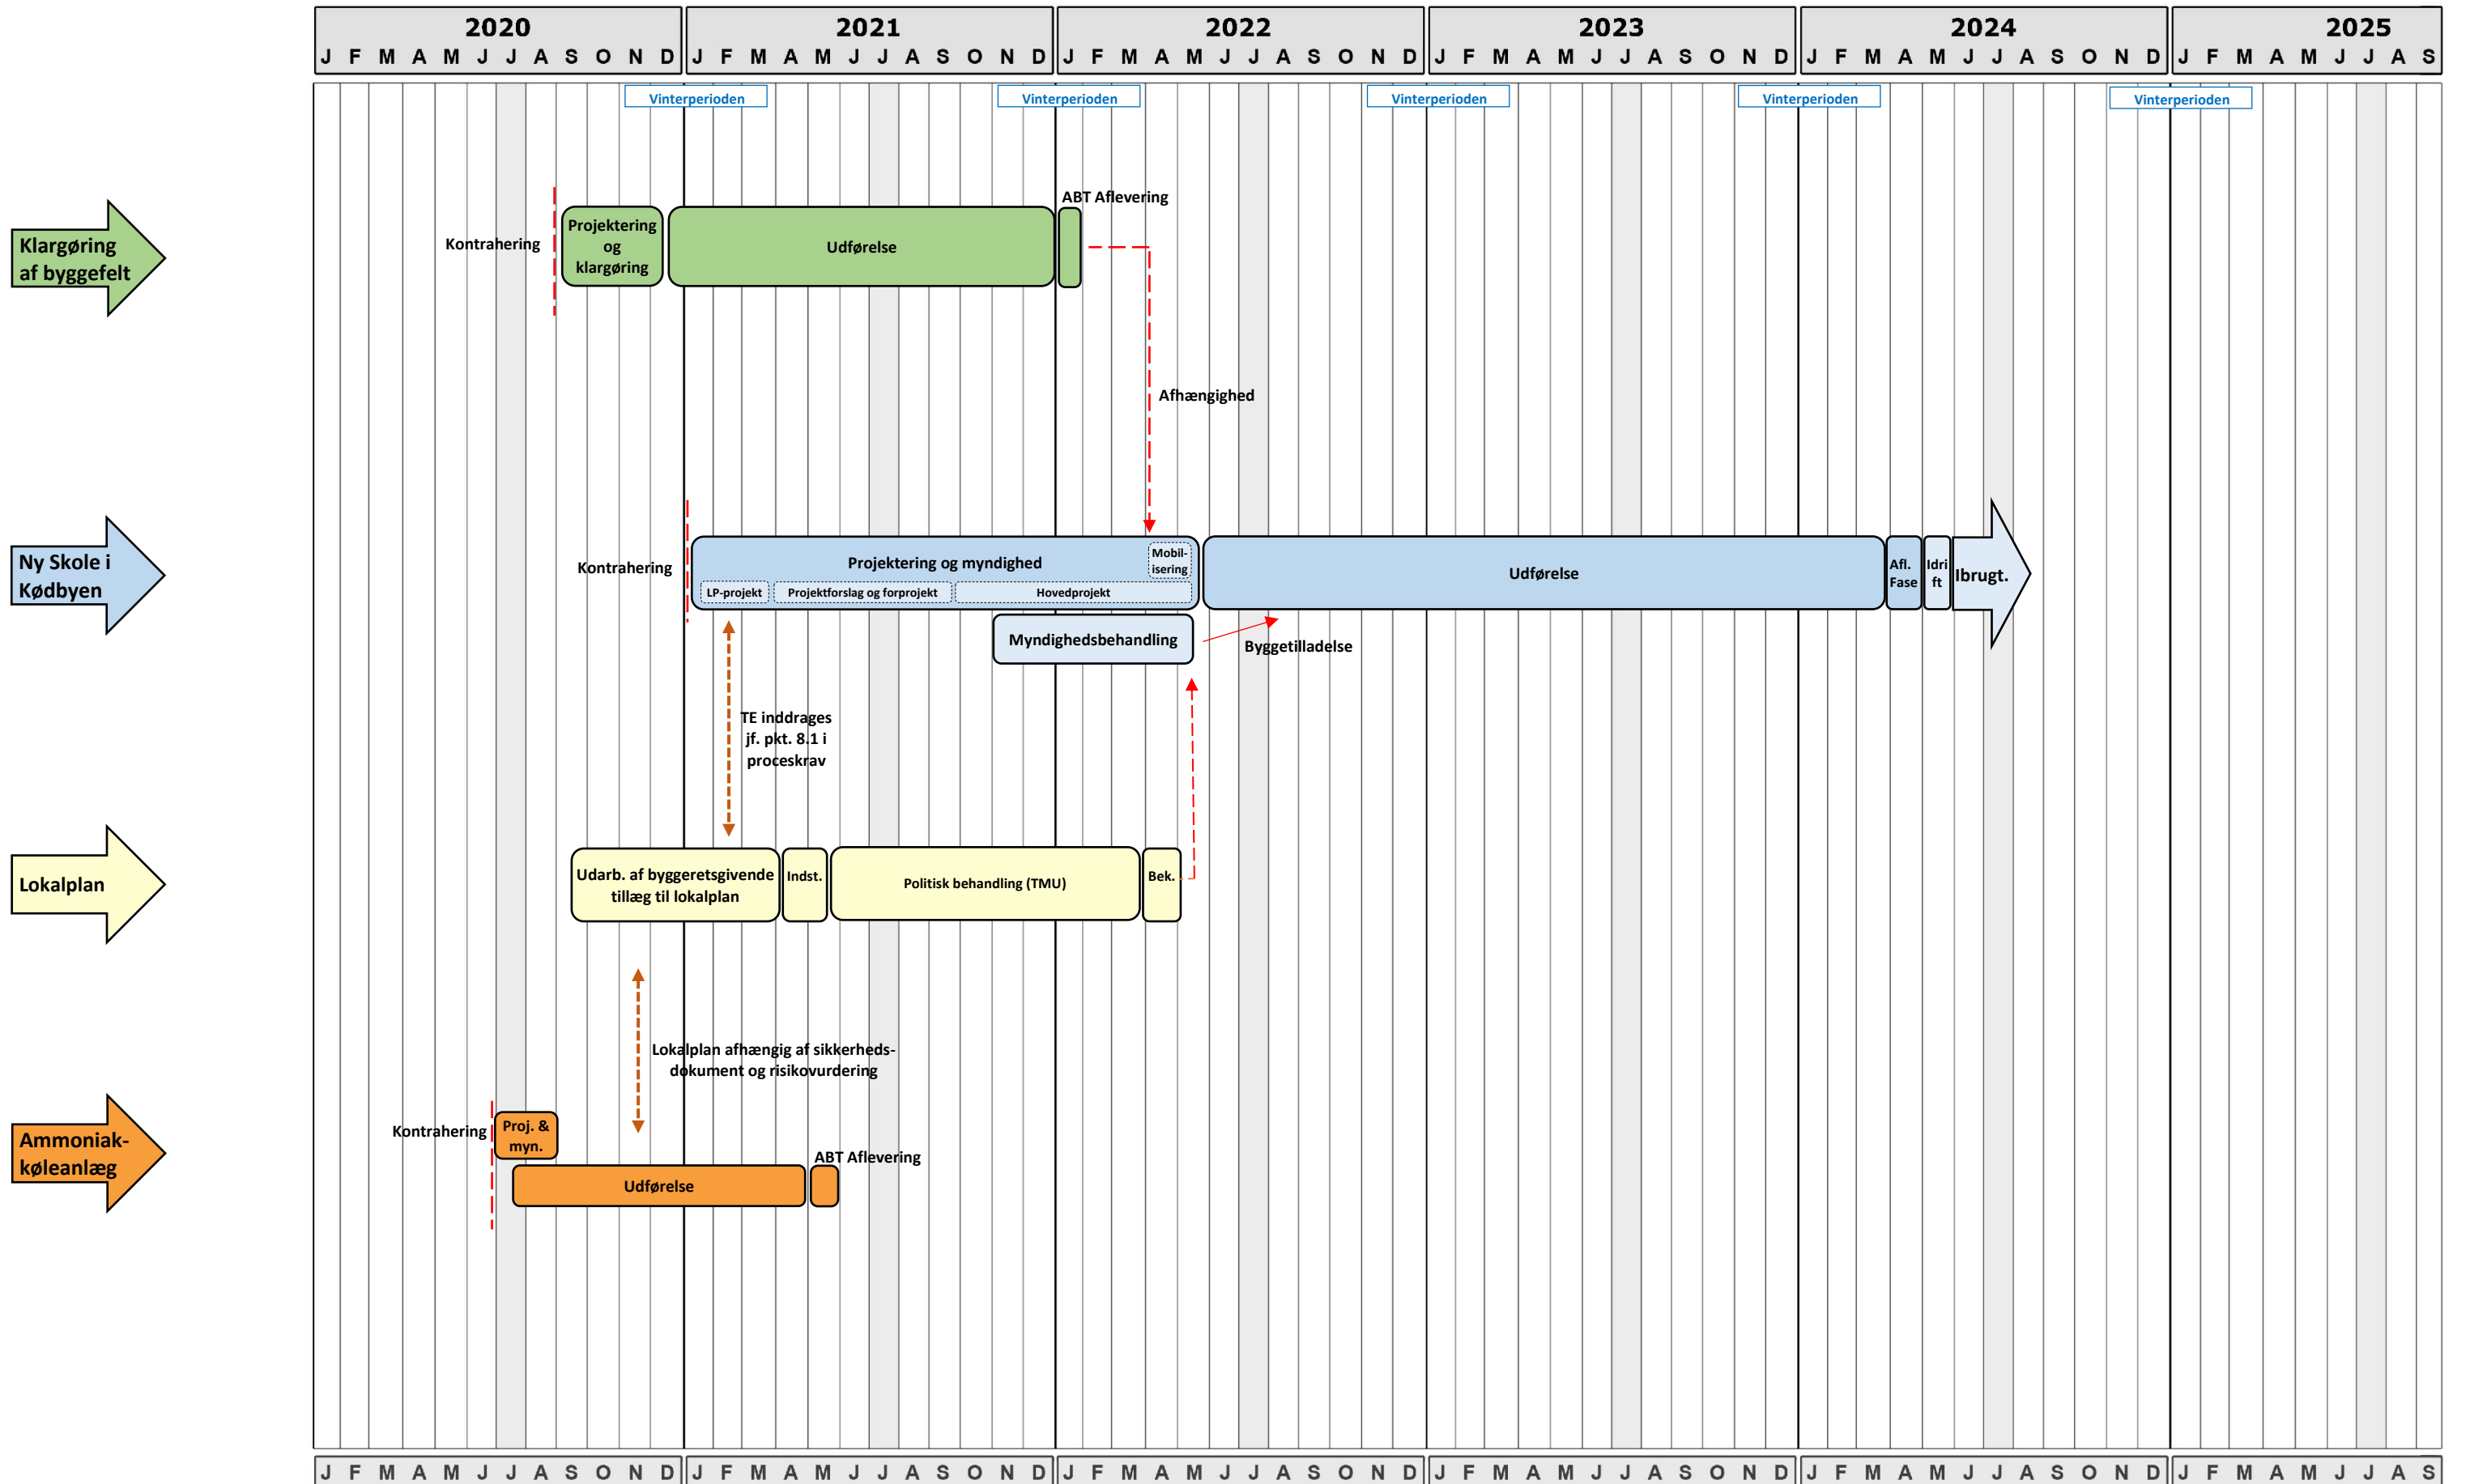 2020 2021 2022 2023 2024 2025
J F M A M J J A S O N D J F M A M J J A S O N D J F M A M J J A S O N D J F M A M J J A S O N D J F M A M J J A S O N D J F M A M J J A S
Vinterperioden Vinterperioden Vinterperioden Vinterperioden Vinterperioden
Klargøring
af byggefelt
Kontrahering
Projektering
og
klargøring
Udførelse
ABT Aflevering
Afhængighed
Ny Skole i
Kødbyen
Kontrahering
Projektering og myndighed
Mobil-
isering
LP-projekt
Projektforslag og forprojekt
Hovedprojekt
Udførelse
Afl.
Fase
Idri
ft
Ibrugt.
Myndighedsbehandling
Byggetilladelse
TE inddrages
jf. pkt. 8.1 i
proceskrav
Lokalplan
Udarb. af byggeretsgivende
tillæg til lokalplan
Indst.
Politisk behandling (TMU)
Bek.
Lokalplan afhængig af sikkerheds-
dokument og risikovurdering
Ammoniak-
køleanlæg
Kontrahering
Proj. &
myn.
ABT Aflevering
Udførelse
J F M A M J J A S O N D J F M A M J J A S O N D J F M A M J J A S O N D J F M A M J J A S O N D J F M A M J J A S O N D J F M A M J J A S